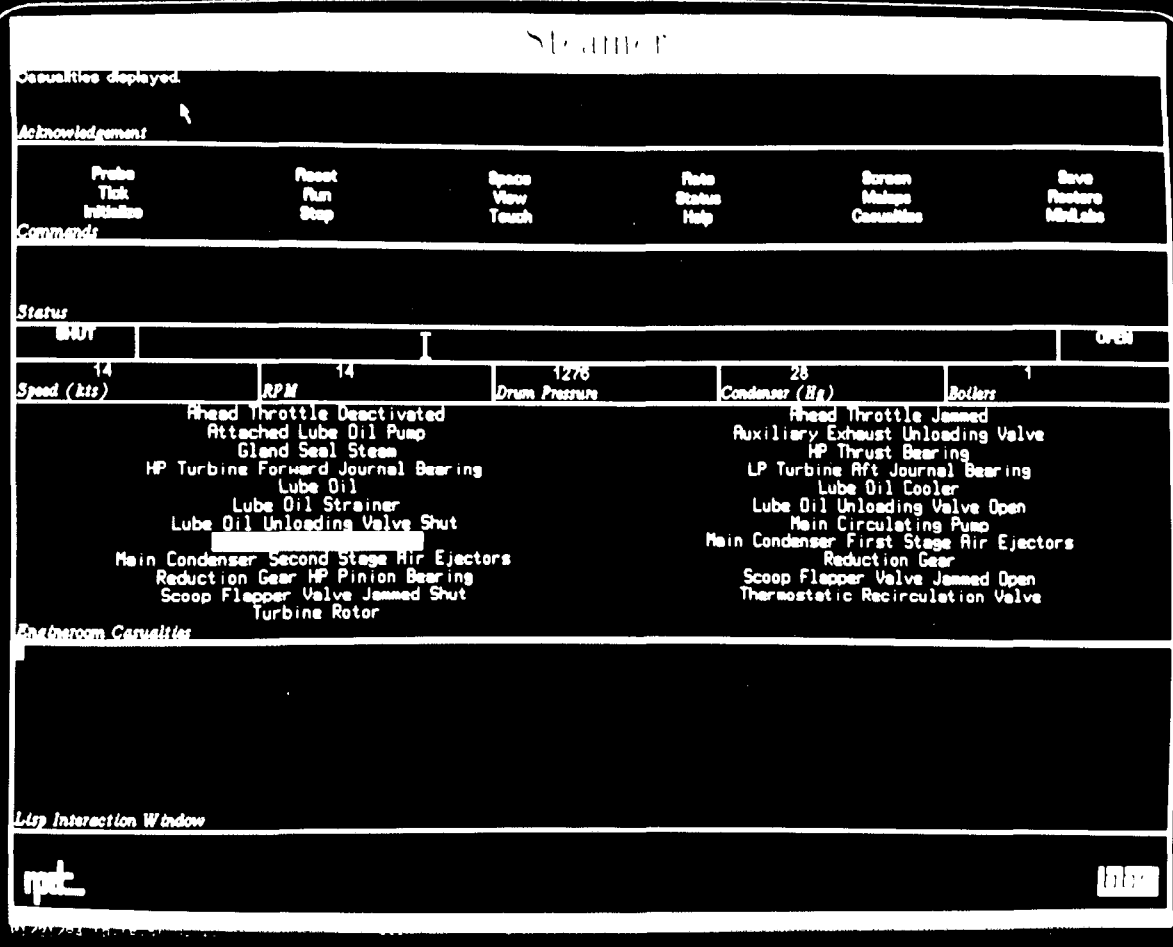 Steamer
Casualties displayed.
Acknowledgement
Probe Reset Space Rate Screen Save
Tick Run View Status Makeps Restore
Initialize Stop Touch Help Casualties MiniLabs
Commands
Status
SHUT OPEN
14 14 1276 28 1
Speed (kts) RPM Drum Pressure Condenser (Hg) Boilers
Ahead Throttle Deactivated Ahead Throttle Jammed
Attached Lube Oil Pump Auxiliary Exhaust Unloading Valve
Gland Seal Steam HP Thrust Bearing
HP Turbine Forward Journal Bearing LP Turbine Aft Journal Bearing
Lube Oil Lube Oil Cooler
Lube Oil Strainer Lube Oil Unloading Valve Open
Lube Oil Unloading Valve Shut Main Circulating Pump
Main Condenser First Stage Air Ejectors
Main Condenser Second Stage Air Ejectors Reduction Gear
Reduction Gear HP Pinion Bearing Scoop Flapper Valve Jammed Open
Scoop Flapper Valve Jammed Shut Thermostatic Recirculation Valve
Turbine Rotor
Engineroom Casualties
Lisp Interaction Window